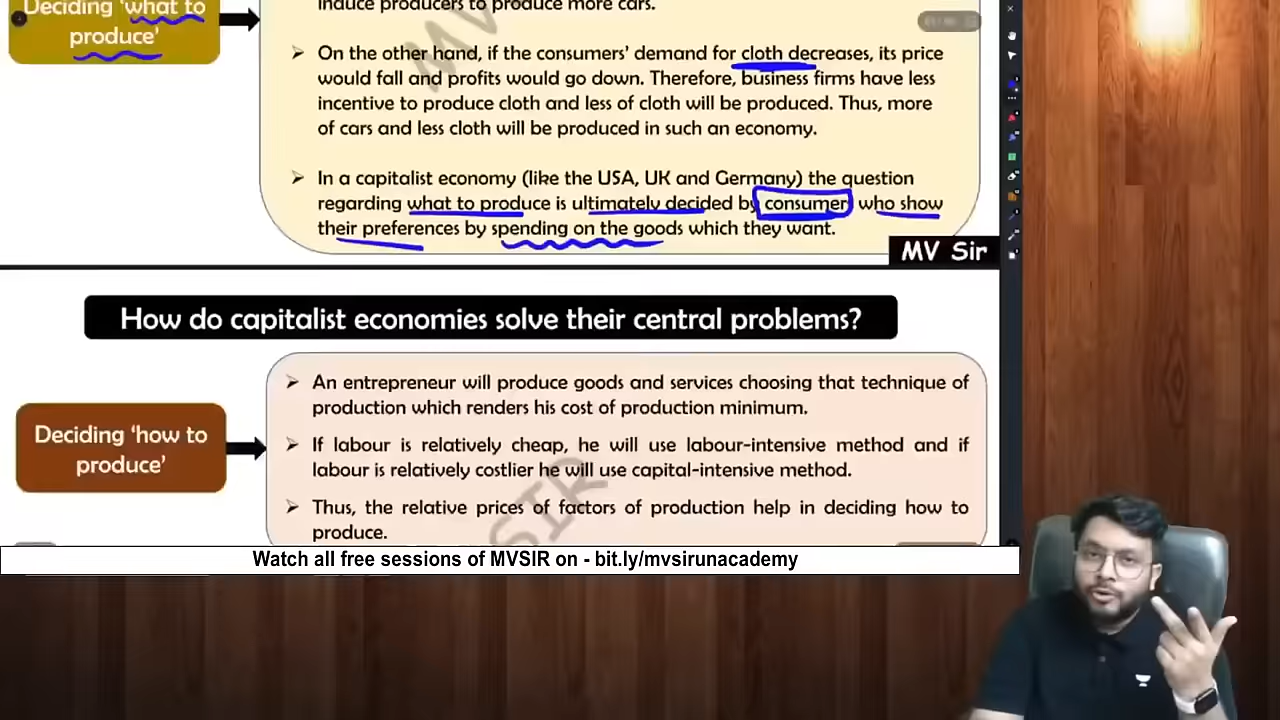 Deciding 'what to
produce'
induce producers to produce more cars.
➢ On the other hand, if the consumers' demand for cloth decreases, its price
would fall and profits would go down. Therefore, business firms have less
incentive to produce cloth and less of cloth will be produced. Thus, more
of cars and less cloth will be produced in such an economy.
➢ In a capitalist economy (like the USA, UK and Germany) the question
regarding what to produce is ultimately decided by consumer who show
their preferences by spending on the goods which they want.
MV Sir
How do capitalist economies solve their central problems?
Deciding 'how to
produce'
➢ An entrepreneur will produce goods and services choosing that technique of
production which renders his cost of production minimum.
➢ If labour is relatively cheap, he will use labour-intensive method and if
labour is relatively costlier he will use capital-intensive method.
➢ Thus, the relative prices of factors of production help in deciding how to
produce.
MV
SIR
Watch all free sessions of MVSIR on - bit.ly/mvsirunacademy